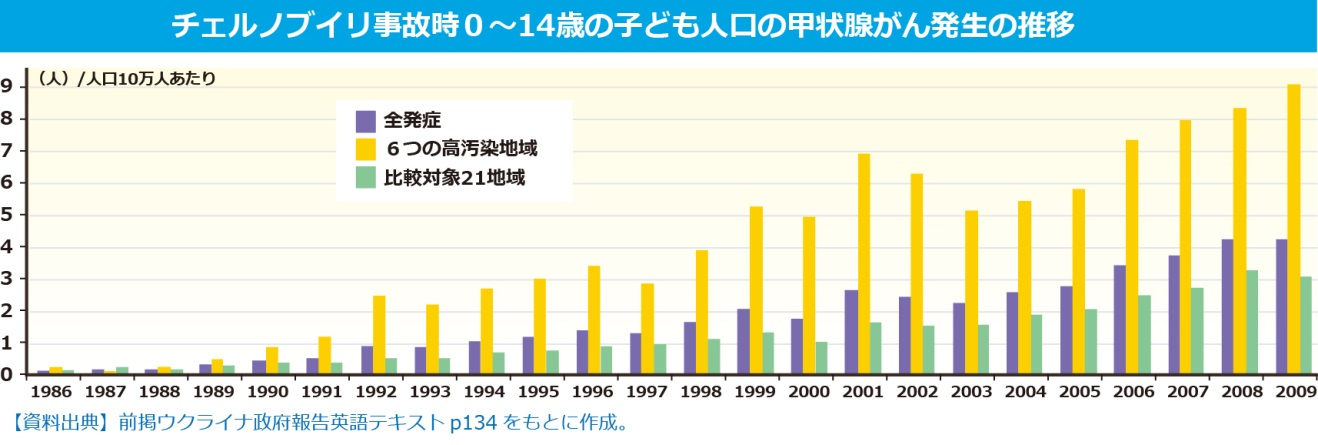 チェルノブイリ事故時０～14歳の子ども人口の甲状腺がん発生の推移
（人）/人口10万人あたり
全発症
６つの高汚染地域
比較対象21地域
9
8
7
6
5
4
3
2
1
0
1986 1987 1988 1989 1990 1991 1992 1993 1994 1995 1996 1997 1998 1999 2000 2001 2002 2003 2004 2005 2006 2007 2008 2009
【資料出典】前掲ウクライナ政府報告英語テキスト p134 をもとに作成。